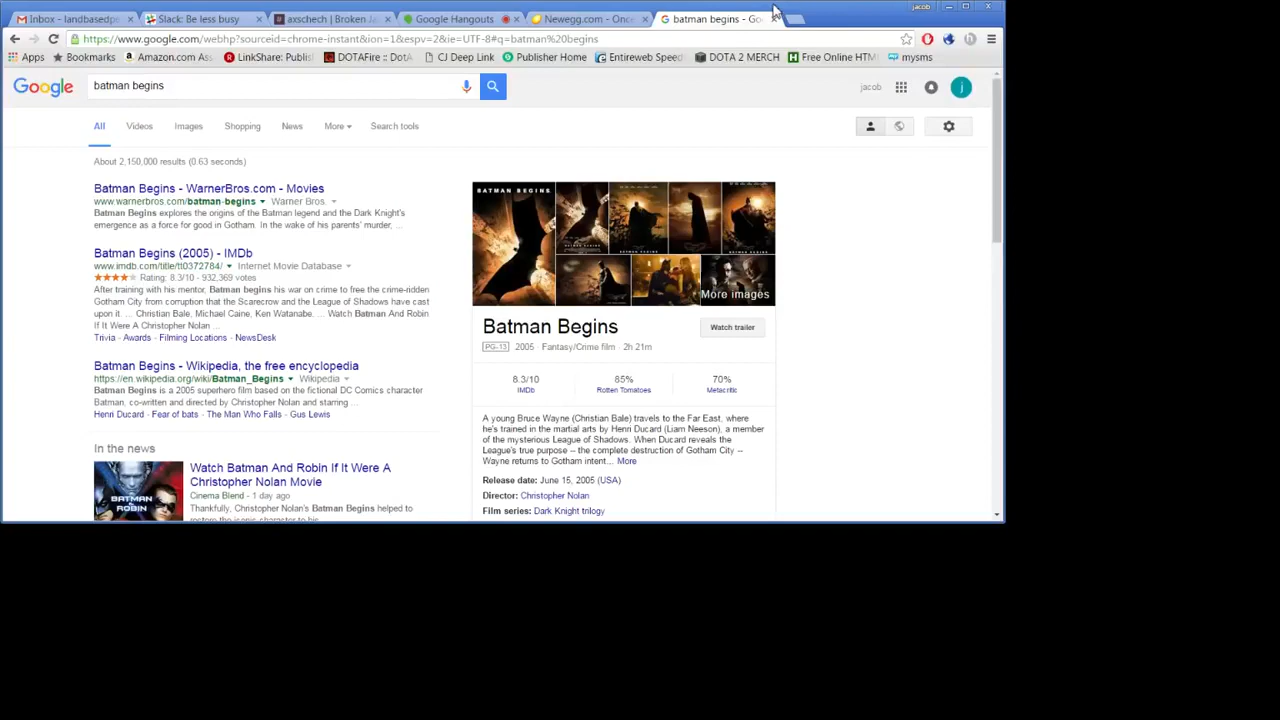 jacob
Inbox - landbasedpe
Slack: Be less busy
axschech | Broken Ja
Google Hangouts
Newegg.com - Once
batman begins - Go
https://www.google.com/webhp?sourceid=chrome-instant&ion=1&espv=2&ie=UTF-8#q=batman%20begins
Apps
Bookmarks
Amazon.com Ass
LinkShare: Publis
DOTAFire :: DotA
CJ Deep Link
Publisher Home
Entireweb Speed
DOTA 2 MERCH
Free Online HTM
mysms
Google
batman begins
jacob
j
All Videos Images Shopping News More Search tools
About 2,150,000 results (0.63 seconds)
Batman Begins - WarnerBros.com - Movies
www.warnerbros.com/batman-begins Warner Bros.
Batman Begins explores the origins of the Batman legend and the Dark Knight's
emergence as a force for good in Gotham. In the wake of his parents' murder, ...
Batman Begins (2005) - IMDb
www.imdb.com/title/tt0372784/ Internet Movie Database
Rating: 8.3/10 - 932,369 votes
After training with his mentor, Batman begins his war on crime to free the crime-ridden
Gotham City from corruption that the Scarecrow and the League of Shadows have cast
upon it. ... Christian Bale, Michael Caine, Ken Watanabe. ... Watch Batman And Robin
If It Were A Christopher Nolan ...
Trivia - Awards - Filming Locations - NewsDesk
Batman Begins - Wikipedia, the free encyclopedia
https://en.wikipedia.org/wiki/Batman_Begins Wikipedia
Batman Begins is a 2005 superhero film based on the fictional DC Comics character
Batman, co-written and directed by Christopher Nolan and starring ...
Henri Ducard - Fear of bats - The Man Who Falls - Gus Lewis
In the news
BATMAN
ROBIN
Watch Batman And Robin If It Were A
Christopher Nolan Movie
Cinema Blend - 1 day ago
Thankfully, Christopher Nolan's Batman Begins helped to
restore the iconic character to his
BATMAN BEGINS
More images
Batman Begins
Watch trailer
PG-13 2005 · Fantasy/Crime film · 2h 21m
8.3/10
IMDb
85%
Rotten Tomatoes
70%
Metacritic
A young Bruce Wayne (Christian Bale) travels to the Far East, where
he's trained in the martial arts by Henri Ducard (Liam Neeson), a member
of the mysterious League of Shadows. When Ducard reveals the
League's true purpose -- the complete destruction of Gotham City --
Wayne returns to Gotham intent... More
Release date: June 15, 2005 (USA)
Director: Christopher Nolan
Film series: Dark Knight trilogy